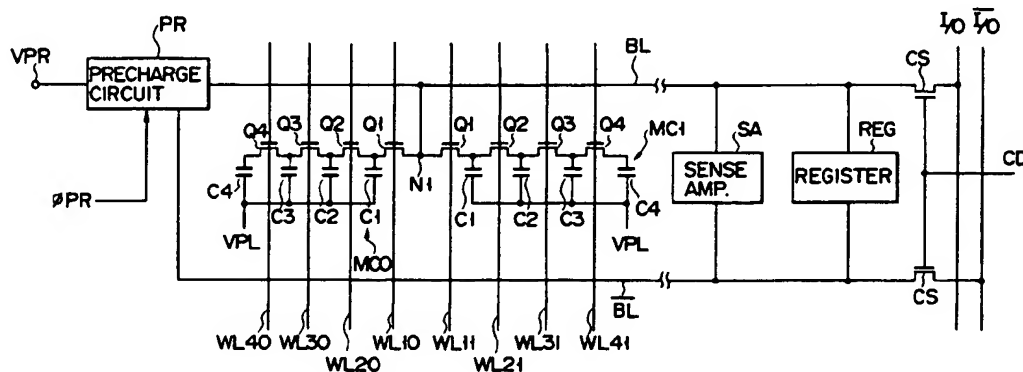 PR
VPR
PRECHARGE
CIRCUIT
øPR
BL
I/O
I/O
CS
Q4
Q3
Q2
Q1
Q1
Q2
Q3
Q4
MC1
SA
REG
SENSE
AMP.
REGISTER
CD
N1
C4
C3
C2
C1
C1
C2
C3
C4
VPL
MC0
VPL
BL
CS
WL40
WL30
WL20
WL10
WL11
WL21
WL31
WL41